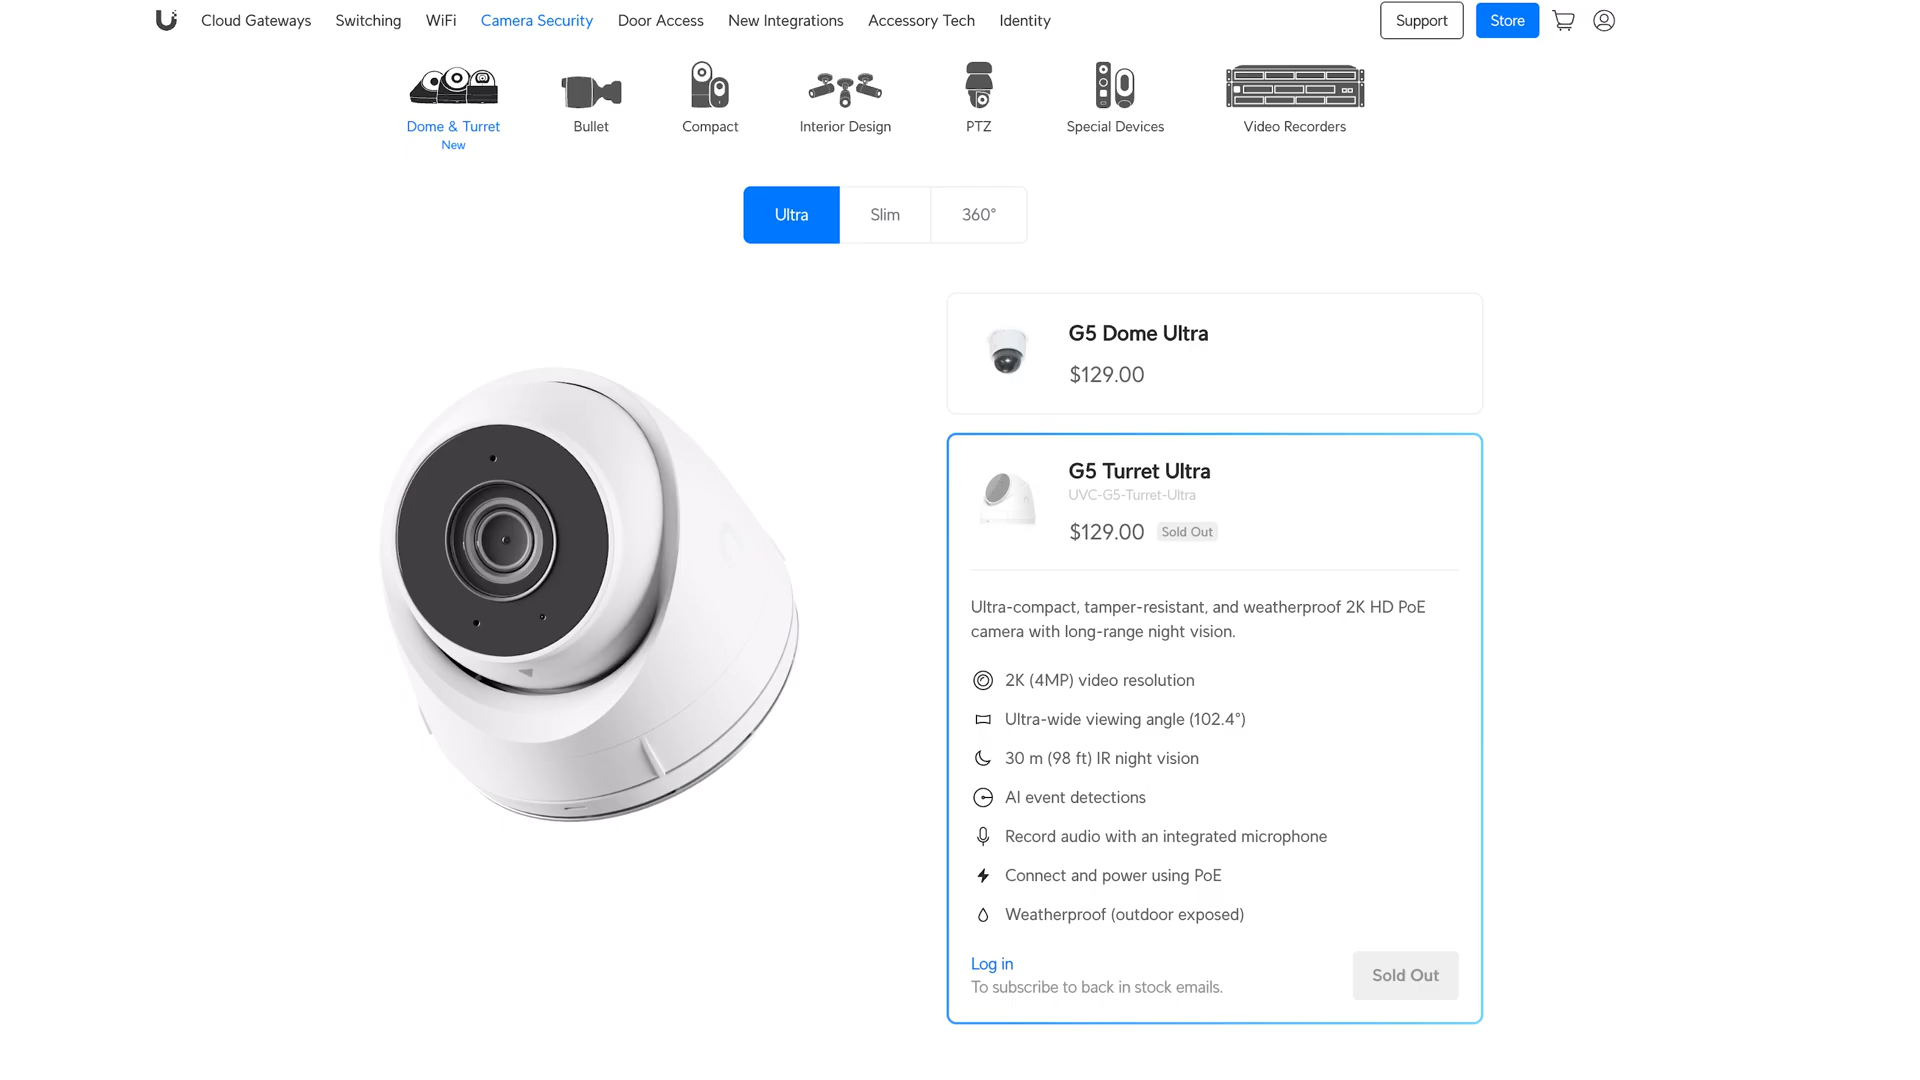 Cloud Gateways
Switching
WiFi
Camera Security
Door Access
New Integrations
Accessory Tech
Identity
Support
Store
Dome & Turret
New
Bullet
Compact
Interior Design
PTZ
Special Devices
Video Recorders
Ultra
Slim
360°
G5 Dome Ultra
$129.00
G5 Turret Ultra
UVC-G5-Turret-Ultra
$129.00 Sold Out
Ultra-compact, tamper-resistant, and weatherproof 2K HD PoE
camera with long-range night vision.
2K (4MP) video resolution
Ultra-wide viewing angle (102.4°)
30 m (98 ft) IR night vision
AI event detections
Record audio with an integrated microphone
Connect and power using PoE
Weatherproof (outdoor exposed)
Log in
To subscribe to back in stock emails.
Sold Out